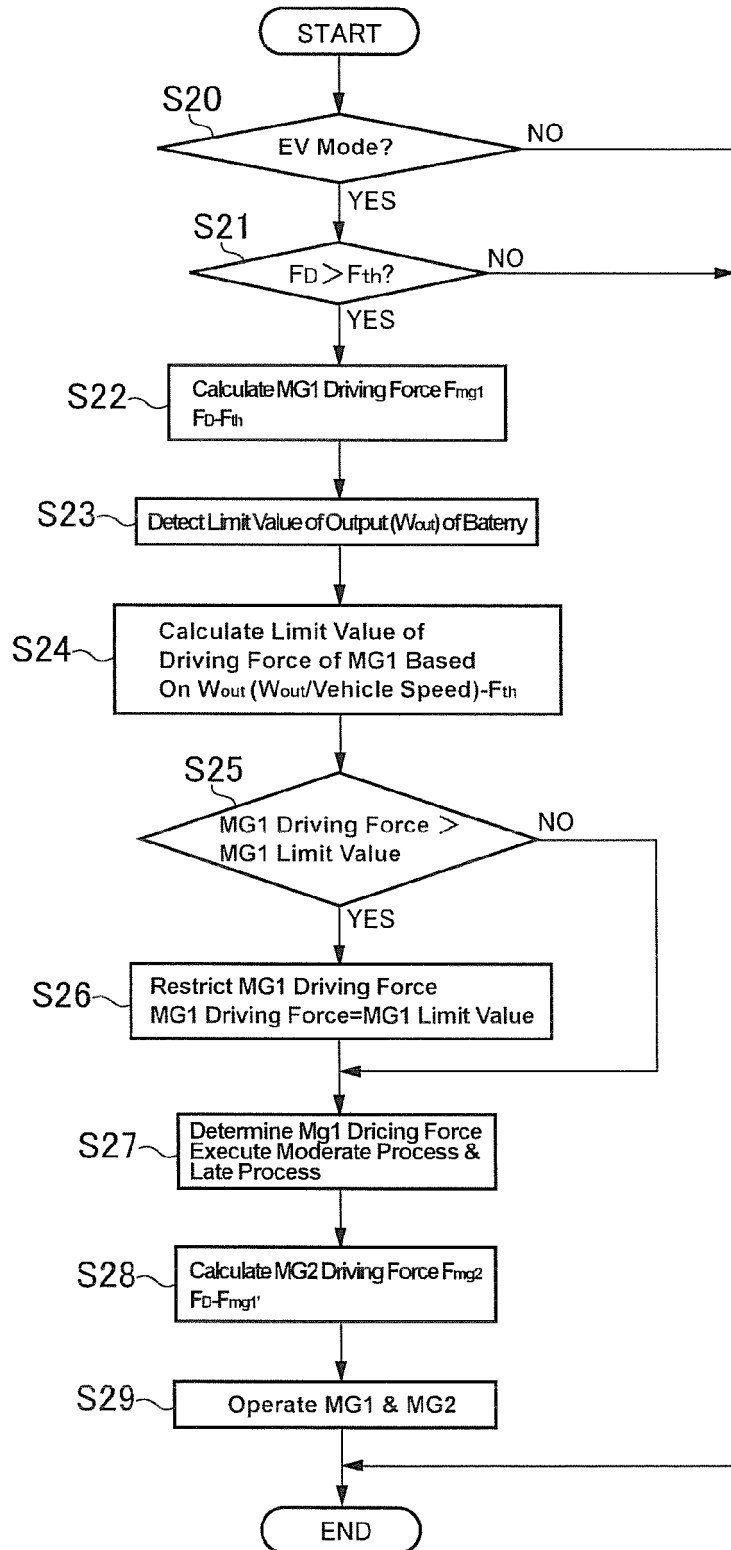 START
S20
EV Mode?
NO
YES
S21
FD＞Fth?
NO
YES
S22
Calculate MG1 Driving Force Fmg1
FD-Fth
S23
Detect Limit Value of Output (Wout) of Baterry
S24
Calculate Limit Value of
Driving Force of MG1 Based
On Wout (Wout/Vehicle Speed)-Fth
S25
MG1 Driving Force ＞
MG1 Limit Value
NO
YES
S26
Restrict MG1 Driving Force
MG1 Driving Force=MG1 Limit Value
S27
Determine Mg1 Dricing Force
Execute Moderate Process &
Late Process
S28
Calculate MG2 Driving Force Fmg2
FD-Fmg1'
S29
Operate MG1 & MG2
END